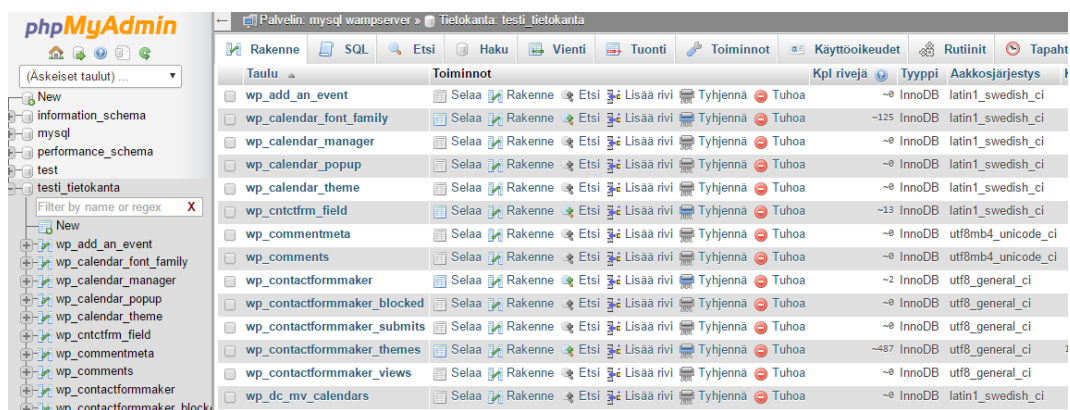 phpMyAdmin
(Äskeiset taulut) ...
New
information_schema
mysql
performance_schema
test
testi_tietokanta
Filter by name or regex X
New
wp_add_an_event
wp_calendar_font_family
wp_calendar_manager
wp_calendar_popup
wp_calendar_theme
wp_cntctfrm_field
wp_commentmeta
wp_comments
wp_contactformmaker
Palvelin: mysql wampserver » Tietokanta: testi_tietokanta
Rakenne SQL Etsi Haku Vienti Tuonti Toiminnot Käyttöoikeudet Rutiinit Tapaht
Taulu Toiminnot Kpl rivejä Tyyppi Aakkosjärjestys
wp_add_an_event Selaa Rakenne Etsi Lisää rivi Tyhjennä Tuhoa ~0 InnoDB latin1_swedish_ci
wp_calendar_font_family Selaa Rakenne Etsi Lisää rivi Tyhjennä Tuhoa ~125 InnoDB latin1_swedish_ci
wp_calendar_manager Selaa Rakenne Etsi Lisää rivi Tyhjennä Tuhoa ~0 InnoDB latin1_swedish_ci
wp_calendar_popup Selaa Rakenne Etsi Lisää rivi Tyhjennä Tuhoa ~0 InnoDB latin1_swedish_ci
wp_calendar_theme Selaa Rakenne Etsi Lisää rivi Tyhjennä Tuhoa ~0 InnoDB latin1_swedish_ci
wp_cntctfrm_field Selaa Rakenne Etsi Lisää rivi Tyhjennä Tuhoa ~13 InnoDB latin1_swedish_ci
wp_commentmeta Selaa Rakenne Etsi Lisää rivi Tyhjennä Tuhoa ~0 InnoDB utf8mb4_unicode_ci
wp_comments Selaa Rakenne Etsi Lisää rivi Tyhjennä Tuhoa ~0 InnoDB utf8mb4_unicode_ci
wp_contactformmaker Selaa Rakenne Etsi Lisää rivi Tyhjennä Tuhoa ~2 InnoDB utf8_general_ci
wp_contactformmaker_blocked Selaa Rakenne Etsi Lisää rivi Tyhjennä Tuhoa ~0 InnoDB utf8_general_ci
wp_contactformmaker_submits Selaa Rakenne Etsi Lisää rivi Tyhjennä Tuhoa ~0 InnoDB utf8_general_ci
wp_contactformmaker_themes Selaa Rakenne Etsi Lisää rivi Tyhjennä Tuhoa ~487 InnoDB utf8_general_ci
wp_contactformmaker_views Selaa Rakenne Etsi Lisää rivi Tyhjennä Tuhoa ~0 InnoDB utf8_general_ci
wp_dc_mv_calendars Selaa Rakenne Etsi Lisää rivi Tyhjennä Tuhoa ~0 InnoDB latin1_swedish_ci